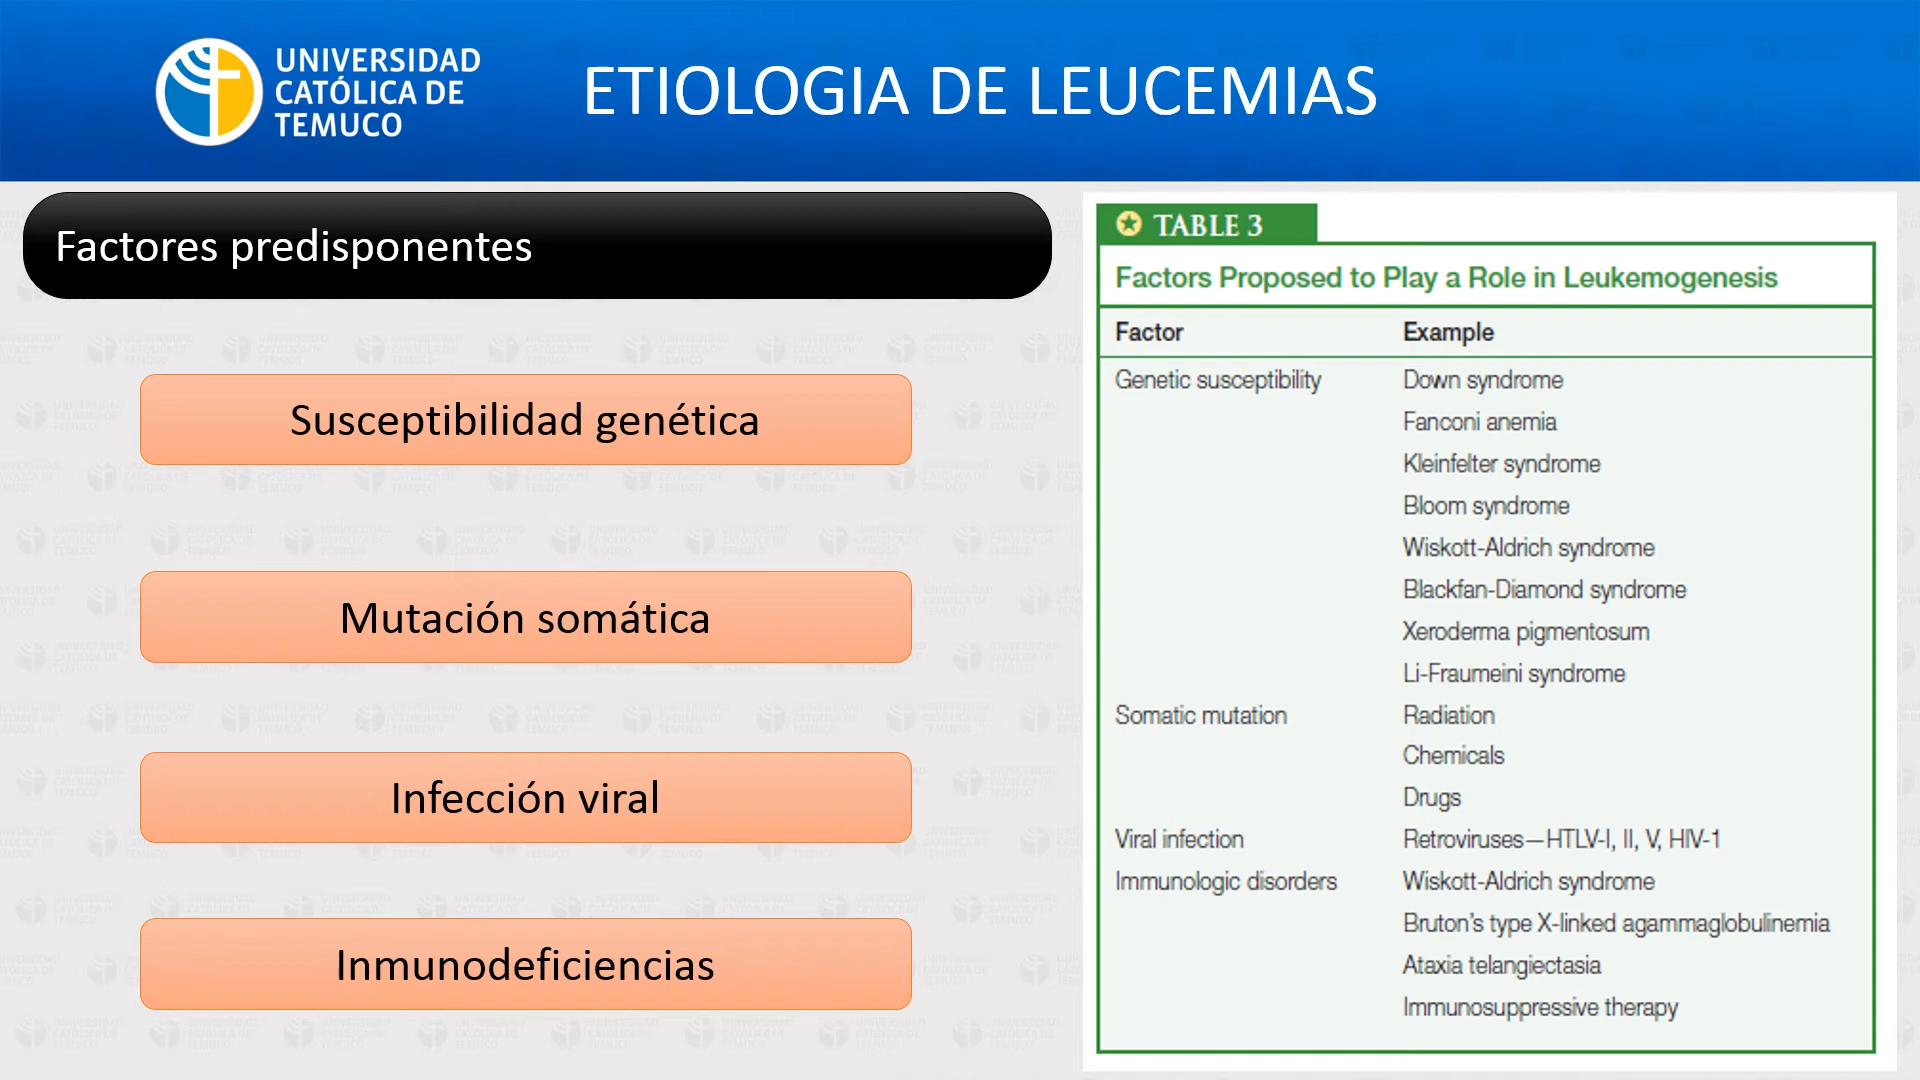 UNIVERSIDAD
CATÓLICA DE
TEMUCO
ETIOLOGIA DE LEUCEMIAS
Factores predisponentes
Susceptibilidad genética
Mutación somática
Infección viral
Inmunodeficiencias
TABLE 3
Factors Proposed to Play a Role in Leukemogenesis
Factor Example
Genetic susceptibility Down syndrome
Fanconi anemia
Kleinfelter syndrome
Bloom syndrome
Wiskott-Aldrich syndrome
Blackfan-Diamond syndrome
Xeroderma pigmentosum
Li-Fraumeini syndrome
Somatic mutation Radiation
Chemicals
Drugs
Viral infection Retroviruses—HTLV-I, II, V, HIV-1
Immunologic disorders Wiskott-Aldrich syndrome
Bruton's type X-linked agammaglobulinemia
Ataxia telangiectasia
Immunosuppressive therapy